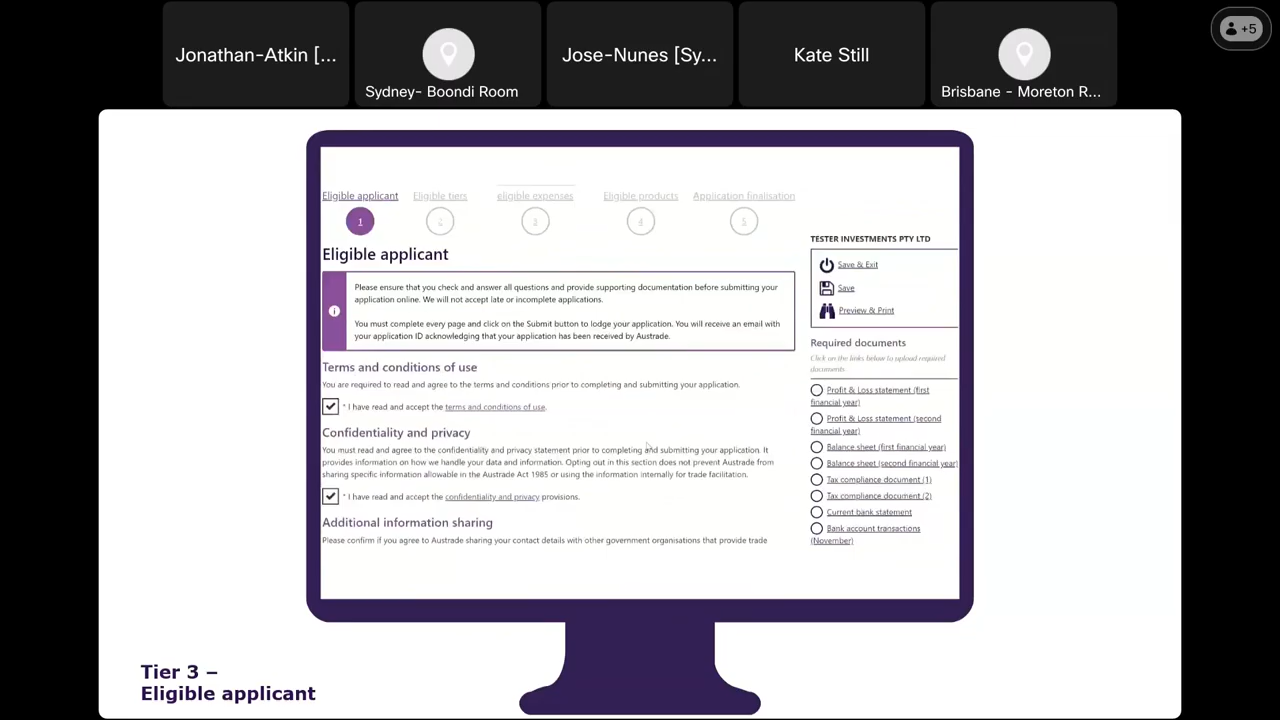 Jonathan-Atkin [...
Sydney- Boondi Room
Jose-Nunes [Sy...
Kate Still
Brisbane - Moreton R...
+5
Eligible applicant
Eligible tiers
eligible expenses
Eligible products
Application finalisation
1
2
3
4
5
Eligible applicant
Please ensure that you check and answer all questions and provide supporting documentation before submitting your
application online. We will not accept late or incomplete applications.
You must complete every page and click on the Submit button to lodge your application. You will receive an email with
your application ID acknowledging that your application has been received by Austrade.
Terms and conditions of use
You are required to read and agree to the terms and conditions prior to completing and submitting your application.
* I have read and accept the terms and conditions of use.
Confidentiality and privacy
You must read and agree to the confidentiality and privacy statement prior to completing and submitting your application. It
provides information on how we handle your data and information. Opting out in this section does not prevent Austrade from
sharing specific information allowable in the Austrade Act 1985 or using the information internally for trade facilitation.
* I have read and accept the confidentiality and privacy provisions.
Additional information sharing
Please confirm if you agree to Austrade sharing your contact details with other government organisations that provide trade
TESTER INVESTMENTS PTY LTD
Save & Exit
Save
Preview & Print
Required documents
Click on the links below to upload required
documents
Profit & Loss statement (first
financial year)
Profit & Loss statement (second
financial year)
Balance sheet (first financial year)
Balance sheet (second financial year)
Tax compliance document (1)
Tax compliance document (2)
Current bank statement
Bank account transactions
(November)
Tier 3 –
Eligible applicant